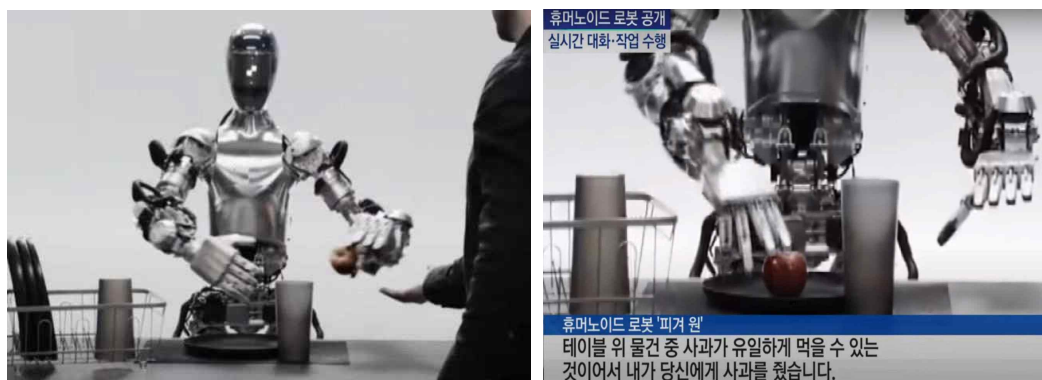 휴머노이드 로봇 공개
실시간 대화·작업 수행
휴머노이드 로봇 '피겨 원'
테이블 위 물건 중 사과가 유일하게 먹을 수 있는
것이어서 내가 당신에게 사과를 줬습니다.